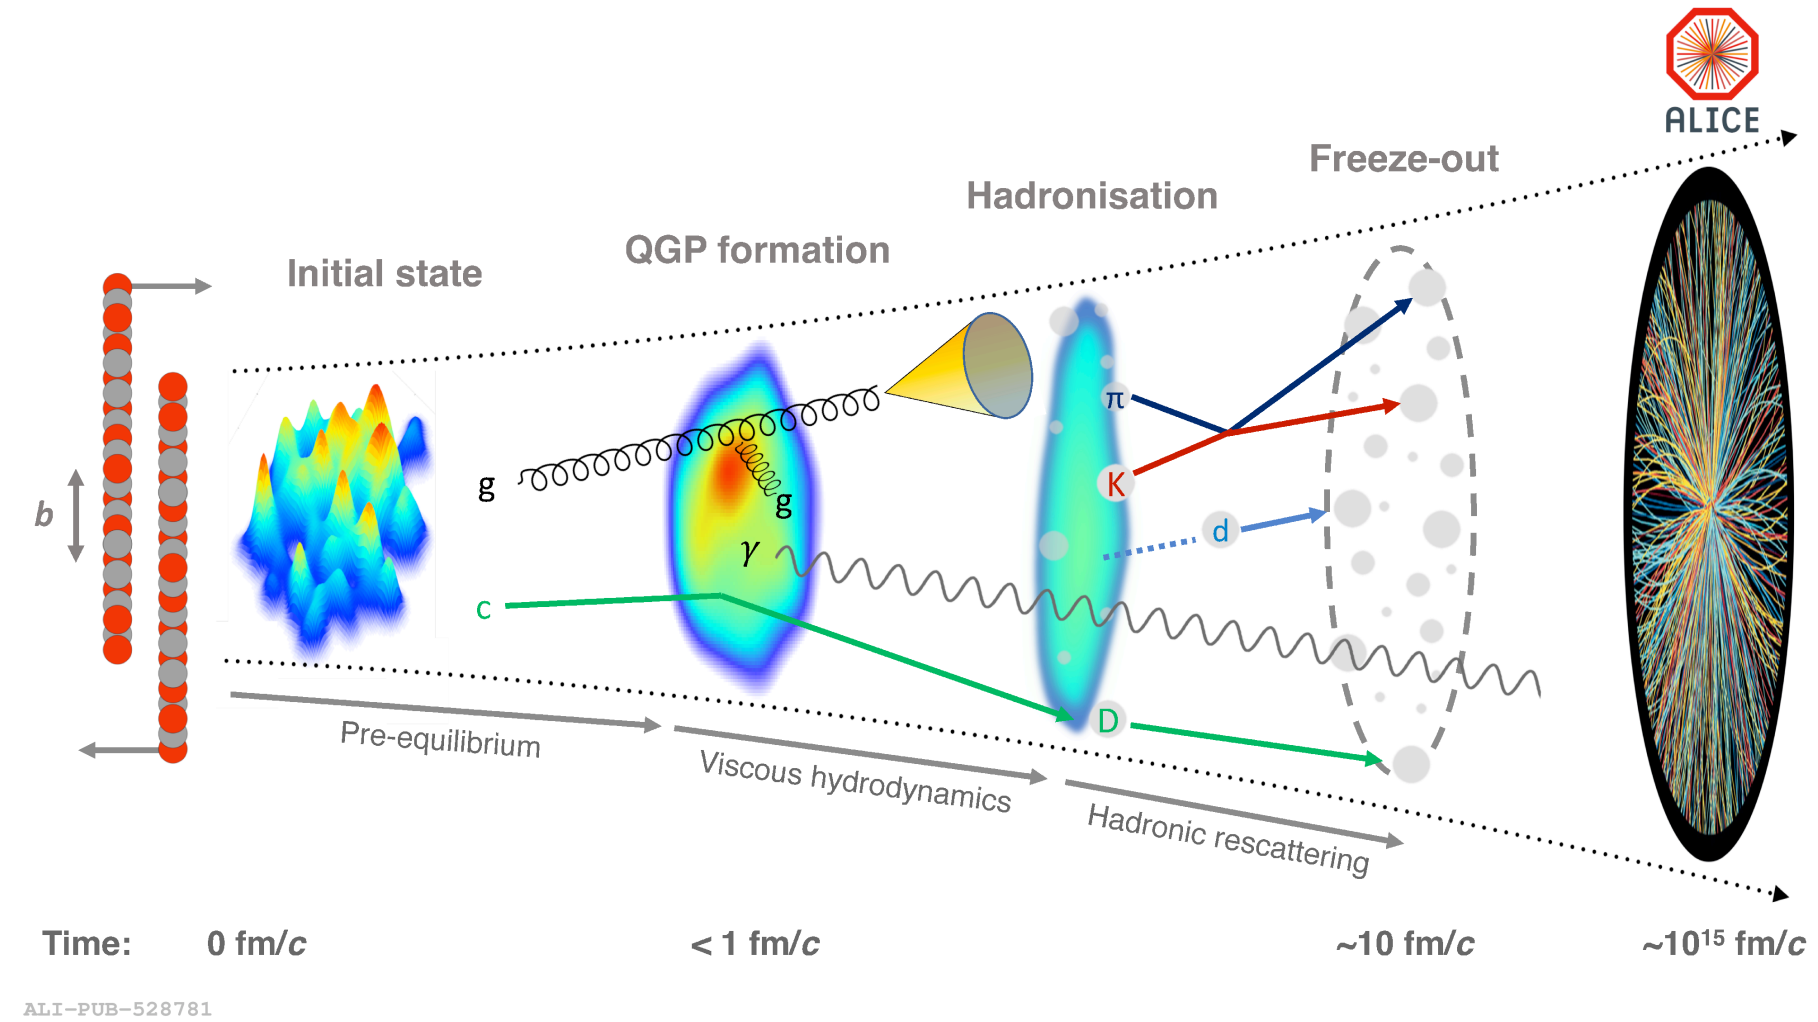 ALICE
Freeze-out
Hadronisation
QGP formation
Initial state
b
g
g
γ
c
π
K
d
D
Pre-equilibrium
Viscous hydrodynamics
Hadronic rescattering
Time: 0 fm/c < 1 fm/c ~10 fm/c ~10¹⁵ fm/c
ALI-PUB-528781